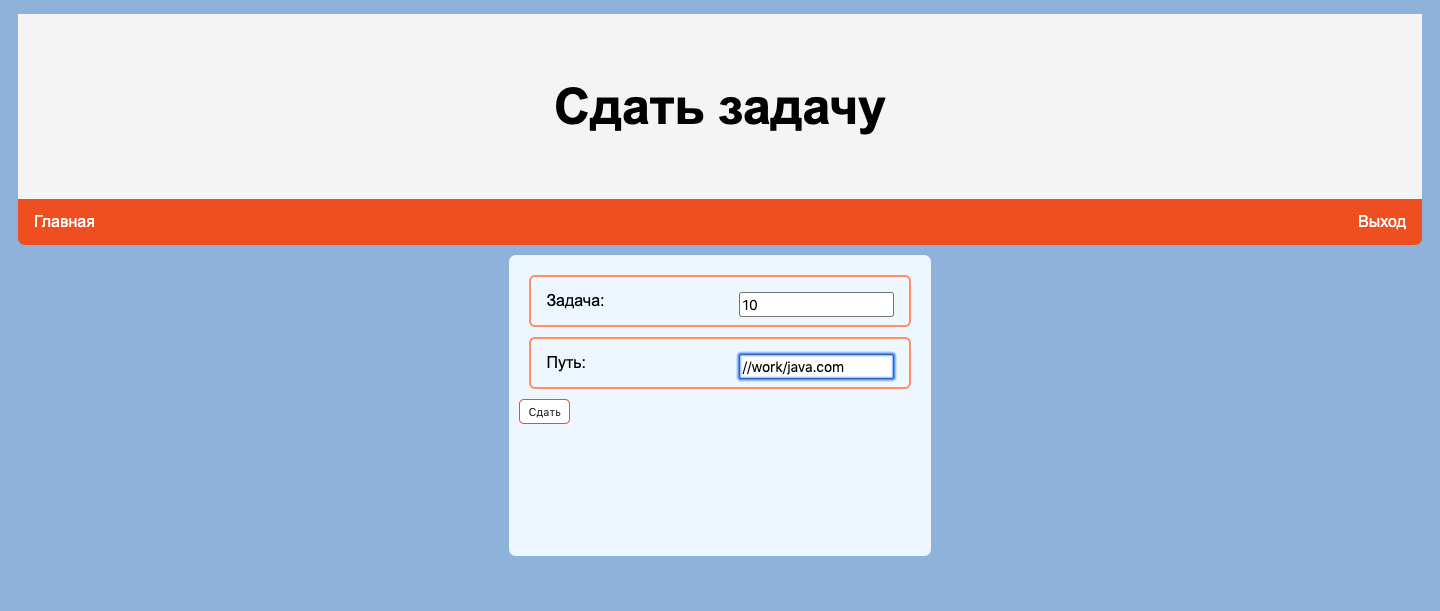 Сдать задачу
Главная Выход
Задача: 10
Путь: //work/java.com
Сдать